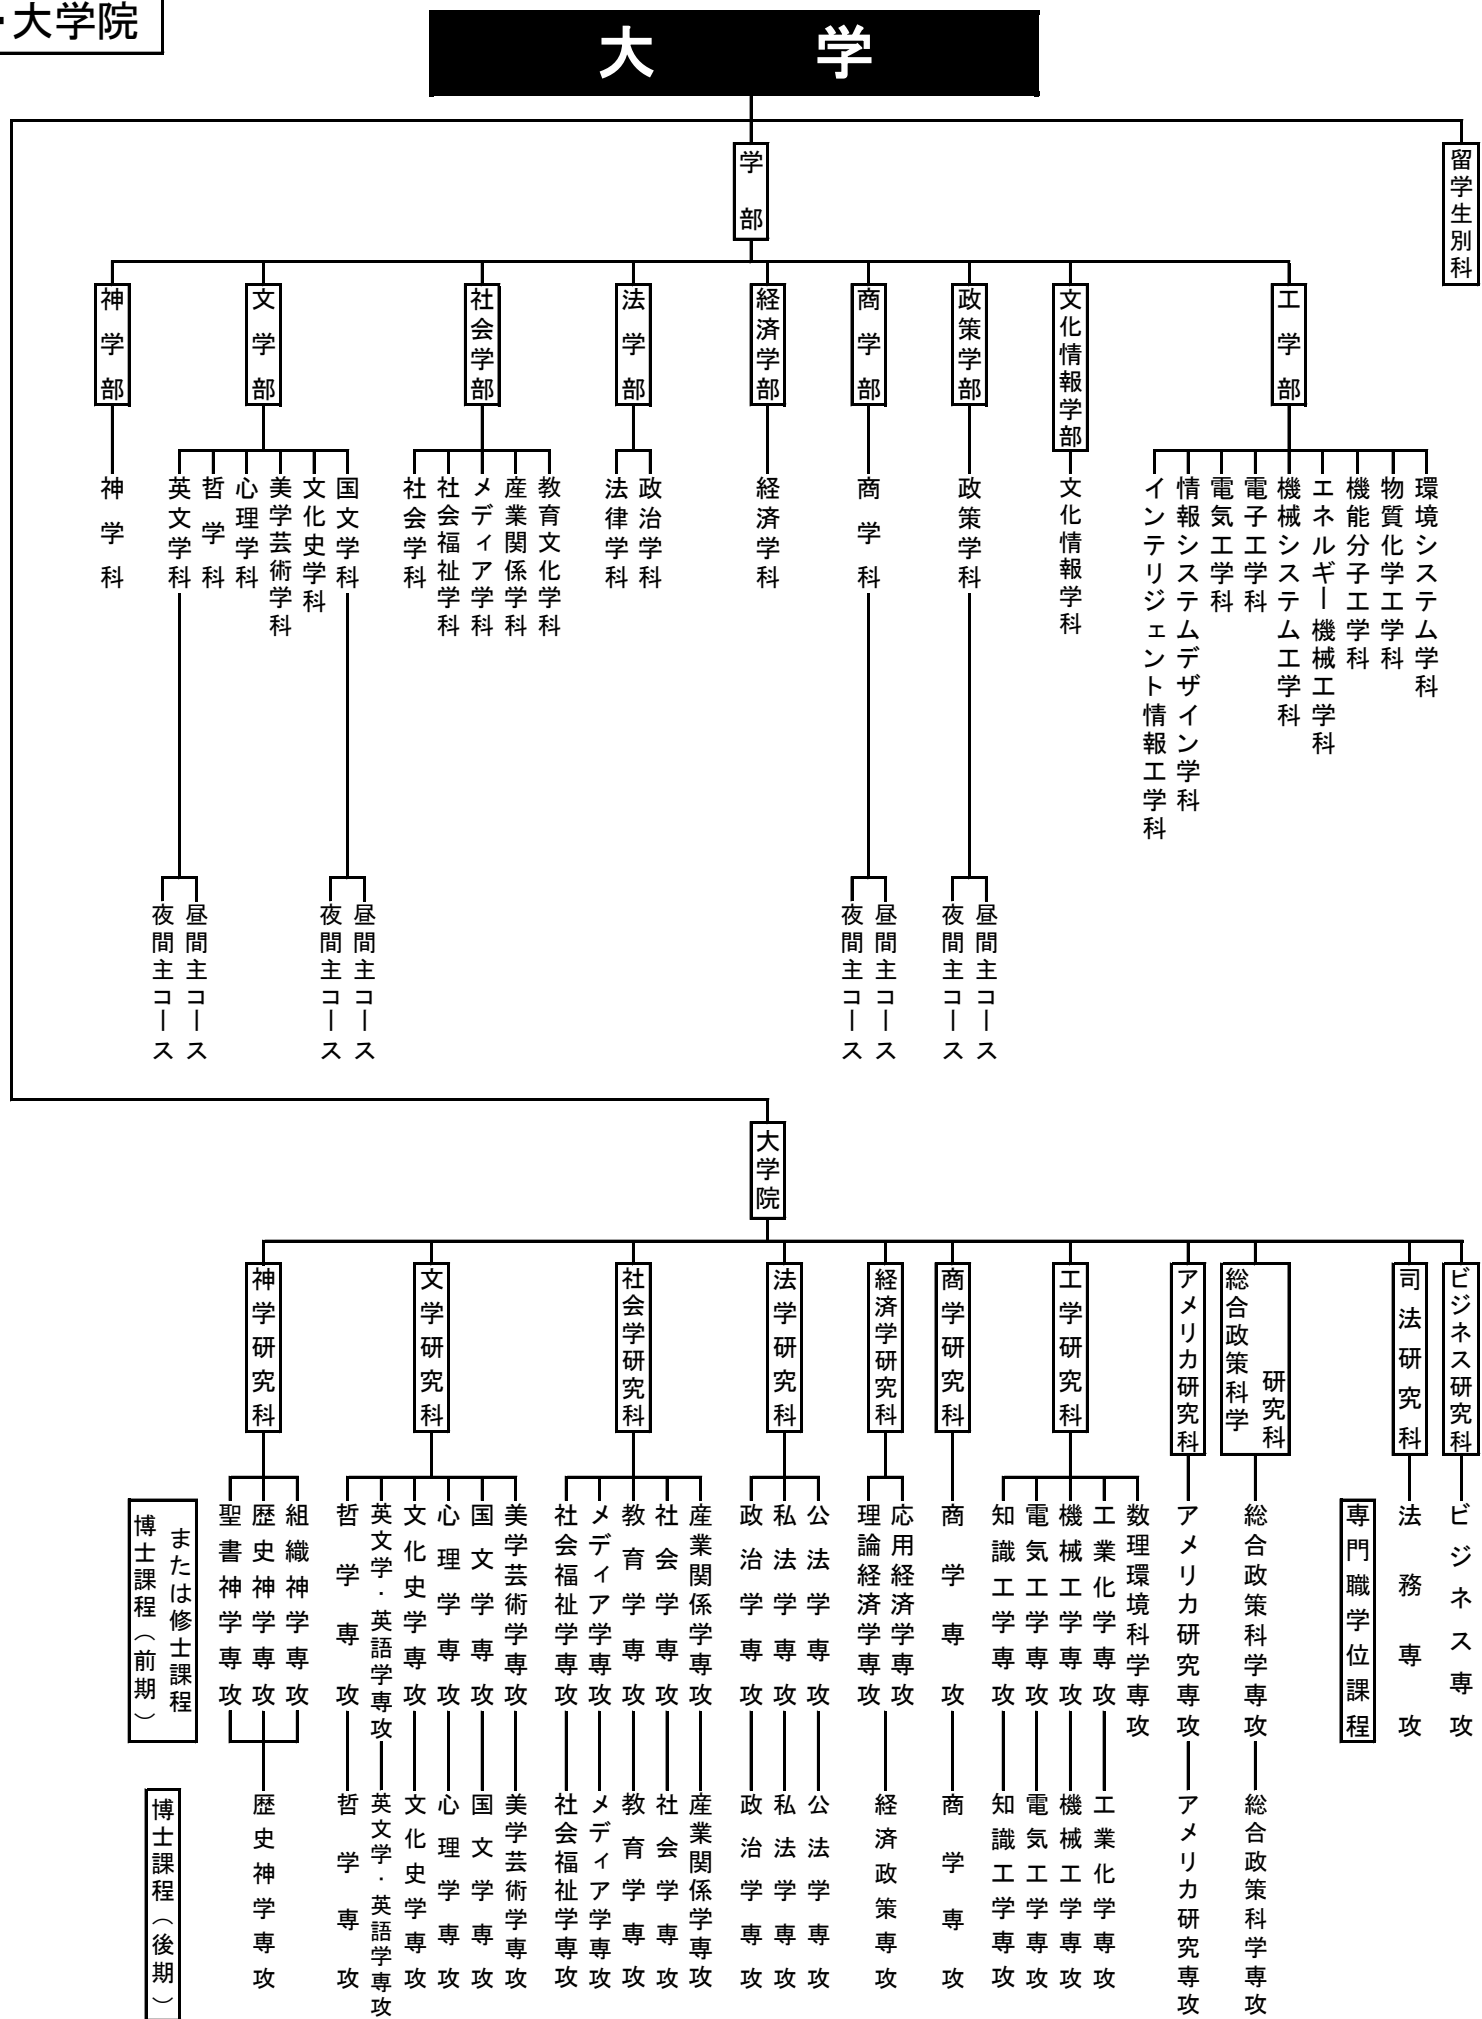 ・大学院
大学
学部
留学生別科
神学部
文学部
社会学部
法学部
経済学部
商学部
政策学部
文化情報学部
工学部
神学科
英文学科
哲学科
心理学科
美学芸術学科
文化史学科
国文学科
社会学科
社会福祉学科
メディア学科
産業関係学科
教育文化学科
法律学科
政治学科
経済学科
商学科
政策学科
文化情報学科
インテリジェント情報工学科
情報システムデザイン学科
電気工学科
電子工学科
機械システム工学科
エネルギー機械工学科
機能分子工学科
物質化学工学科
環境システム学科
夜間主コース
昼間主コース
夜間主コース
昼間主コース
夜間主コース
昼間主コース
夜間主コース
昼間主コース
大学院
神学研究科
文学研究科
社会学研究科
法学研究科
経済学研究科
商学研究科
工学研究科
アメリカ研究科
総合政策科学
研究科
司法研究科
ビジネス研究科
博士課程（前期）
または修士課程
聖書神学専攻
歴史神学専攻
組織神学専攻
哲学専攻
英文学・英語学専攻
文化史学専攻
心理学専攻
国文学専攻
美学芸術学専攻
社会福祉学専攻
メディア学専攻
教育学専攻
社会学専攻
産業関係学専攻
政治学専攻
私法学専攻
公法学専攻
理論経済学専攻
応用経済学専攻
商学専攻
知識工学専攻
電気工学専攻
機械工学専攻
工業化学専攻
数理環境科学専攻
アメリカ研究専攻
総合政策科学専攻
専門職学位課程
法務専攻
ビジネス専攻
博士課程（後期）
歴史神学専攻
哲学専攻
英文学・英語学専攻
文化史学専攻
心理学専攻
国文学専攻
美学芸術学専攻
社会福祉学専攻
メディア学専攻
教育学専攻
社会学専攻
産業関係学専攻
政治学専攻
私法学専攻
公法学専攻
経済政策専攻
商学専攻
知識工学専攻
電気工学専攻
機械工学専攻
工業化学専攻
アメリカ研究専攻
総合政策科学専攻